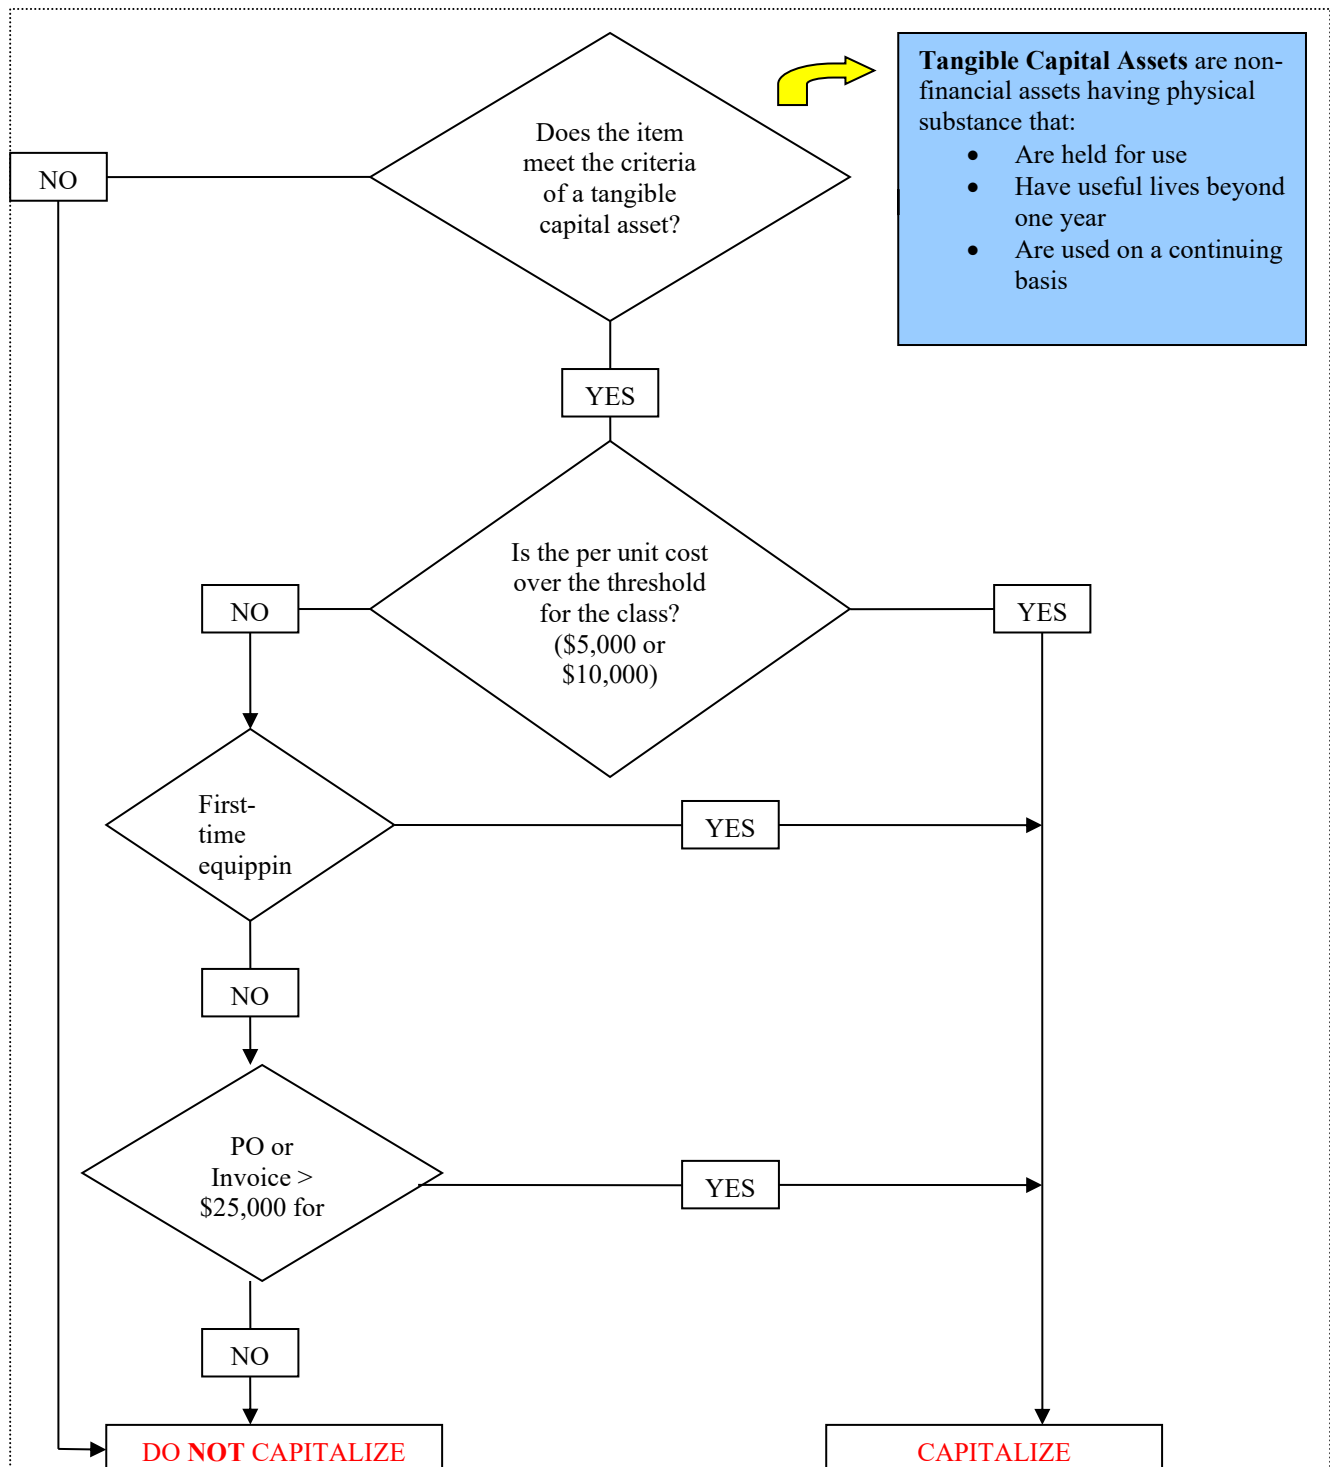 Does the item
meet the criteria
of a tangible
capital asset?
Tangible Capital Assets are non-
financial assets having physical
substance that:
• Are held for use
• Have useful lives beyond
one year
• Are used on a continuing
basis
NO
YES
Is the per unit cost
over the threshold
for the class?
($5,000 or
$10,000)
NO
YES
First-
time
equippin
YES
NO
PO or
Invoice >
$25,000 for
YES
NO
DO NOT CAPITALIZE
CAPITALIZE